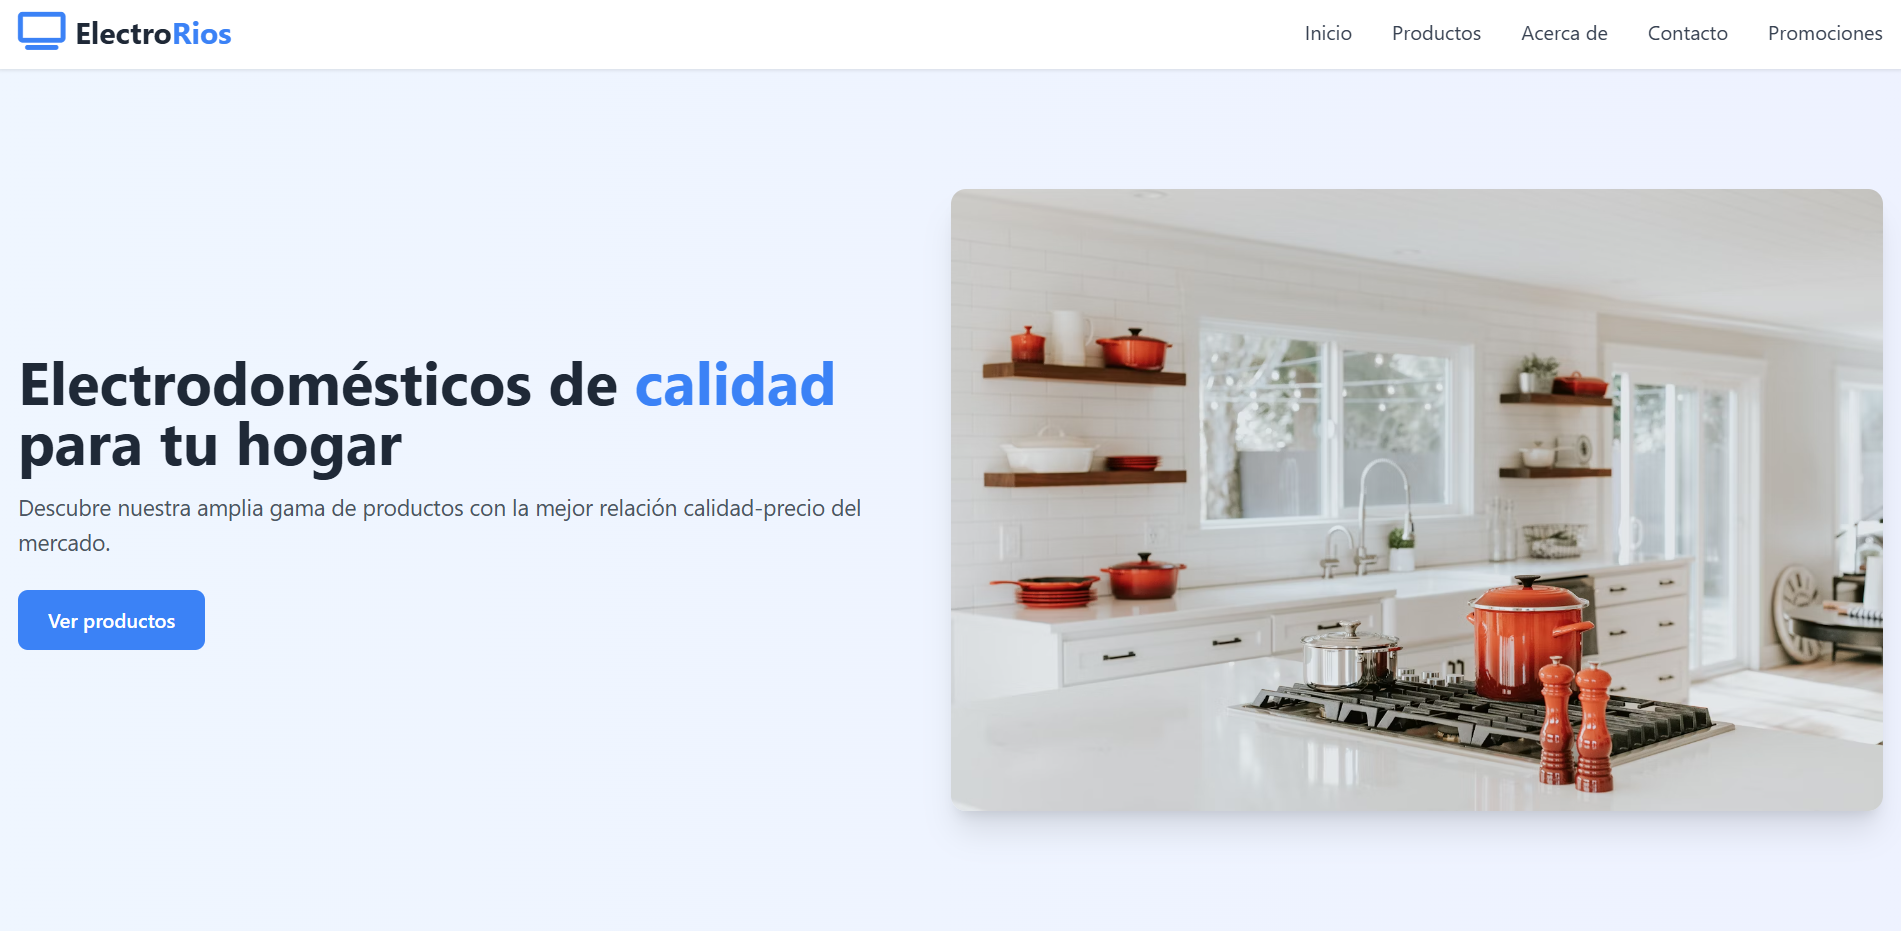 ElectroRios
Inicio
Productos
Acerca de
Contacto
Promociones
Electrodomésticos de calidad
para tu hogar
Descubre nuestra amplia gama de productos con la mejor relación calidad-precio del
mercado.
Ver productos